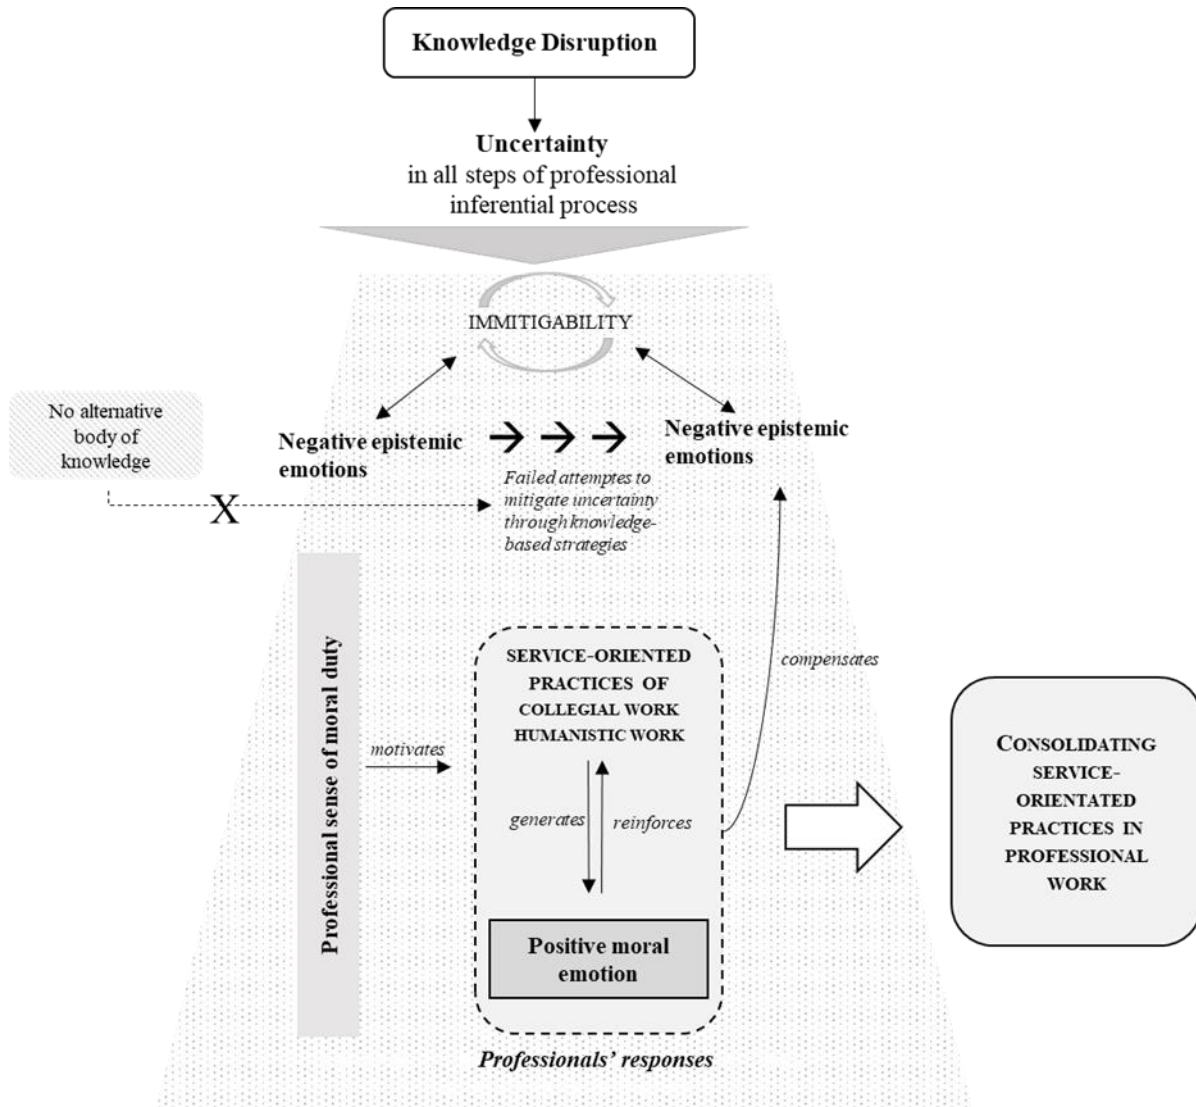 Knowledge Disruption
Uncertainty
in all steps of professional
inferential process
IMMITIGABILITY
No alternative
body of
knowledge
X
Negative epistemic
emotions
Negative epistemic
emotions
Failed attemptes to
mitigate uncertainty
through knowledge-
based strategies
Professional sense of moral duty
motivates
SERVICE-ORIENTED
PRACTICES OF
COLLEGIAL WORK
HUMANISTIC WORK
generates
reinforces
Positive moral
emotion
Professionals’ responses
compensates
CONSOLIDATING
SERVICE-
ORIENTATED
PRACTICES IN
PROFESSIONAL
WORK